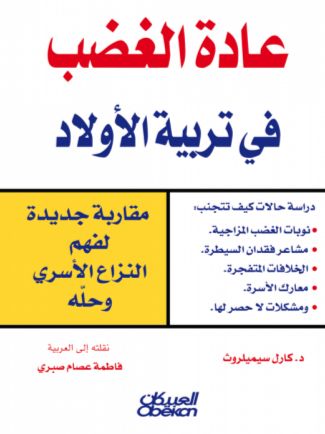 عادة الغضب
في تربية الأولاد
دراسة حالات كيف تتجنب:
• نوبات الغضب المزاجية.
• مشاعر فقدان السيطرة.
• الخلافات المتفجرة.
• معارك الأسرة.
• ومشكلات لا حصر لها.
مقاربة جديدة
لفهم
النزاع الأسري
وحلّه
د. كارل سيميلروث
نقلته إلى العربية
فاطمة عصام صبري
العبيكان
Obekan